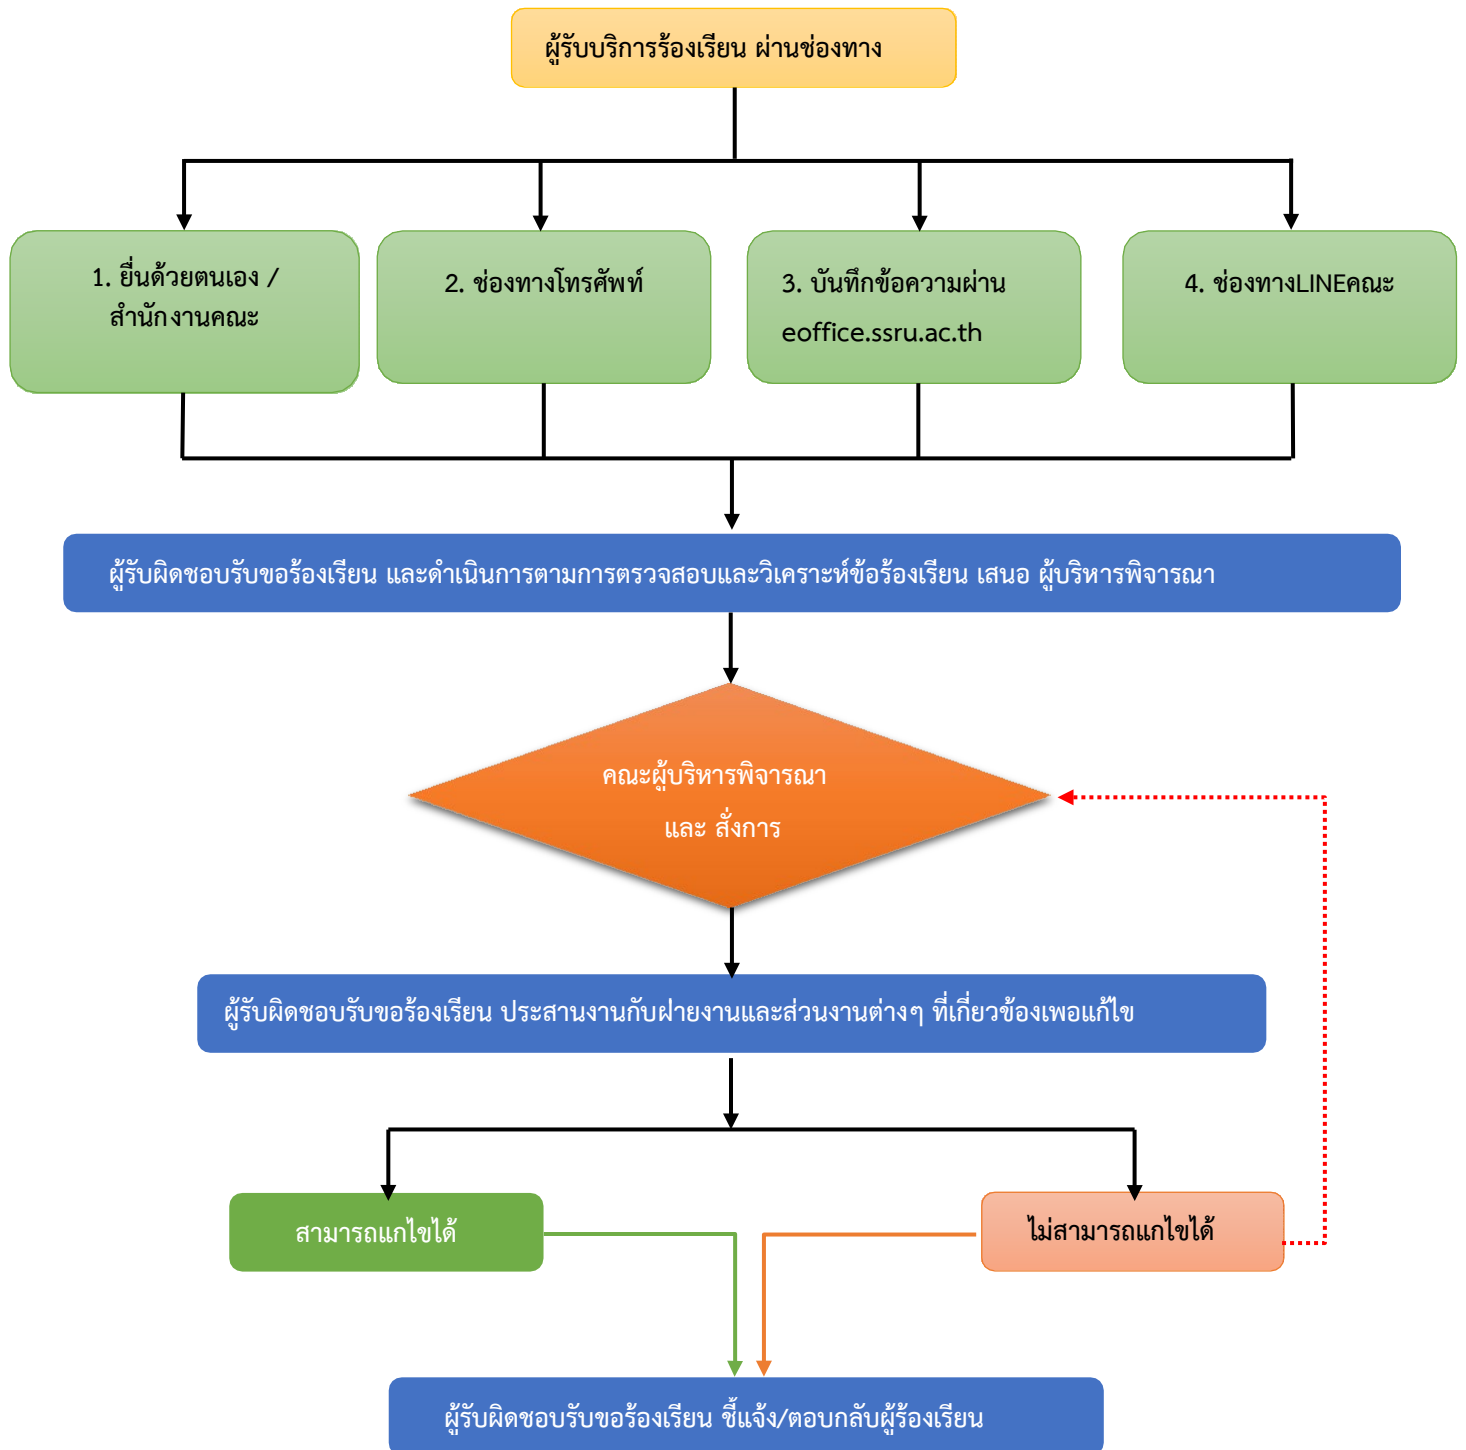 ผู้รับบริการร้องเรียน ผ่านช่องทาง
1. ยื่นด้วยตนเอง /
สำนักงานคณะ
2. ช่องทางโทรศัพท์
3. บันทึกข้อความผ่าน
eoffice.ssru.ac.th
4. ช่องทางLINEคณะ
ผู้รับผิดชอบรับขอร้องเรียน และดำเนินการตามการตรวจสอบและวิเคราะห์ข้อร้องเรียน เสนอ ผู้บริหารพิจารณา
คณะผู้บริหารพิจารณา
และ สั่งการ
ผู้รับผิดชอบรับขอร้องเรียน ประสานงานกับฝ่ายงานและส่วนงานต่างๆ ที่เกี่ยวข้องเพอแก้ไข
สามารถแกไขได้
ไม่สามารถแกไขได้
ผู้รับผิดชอบรับขอร้องเรียน ชี้แจ้ง/ตอบกลับผู้ร้องเรียน